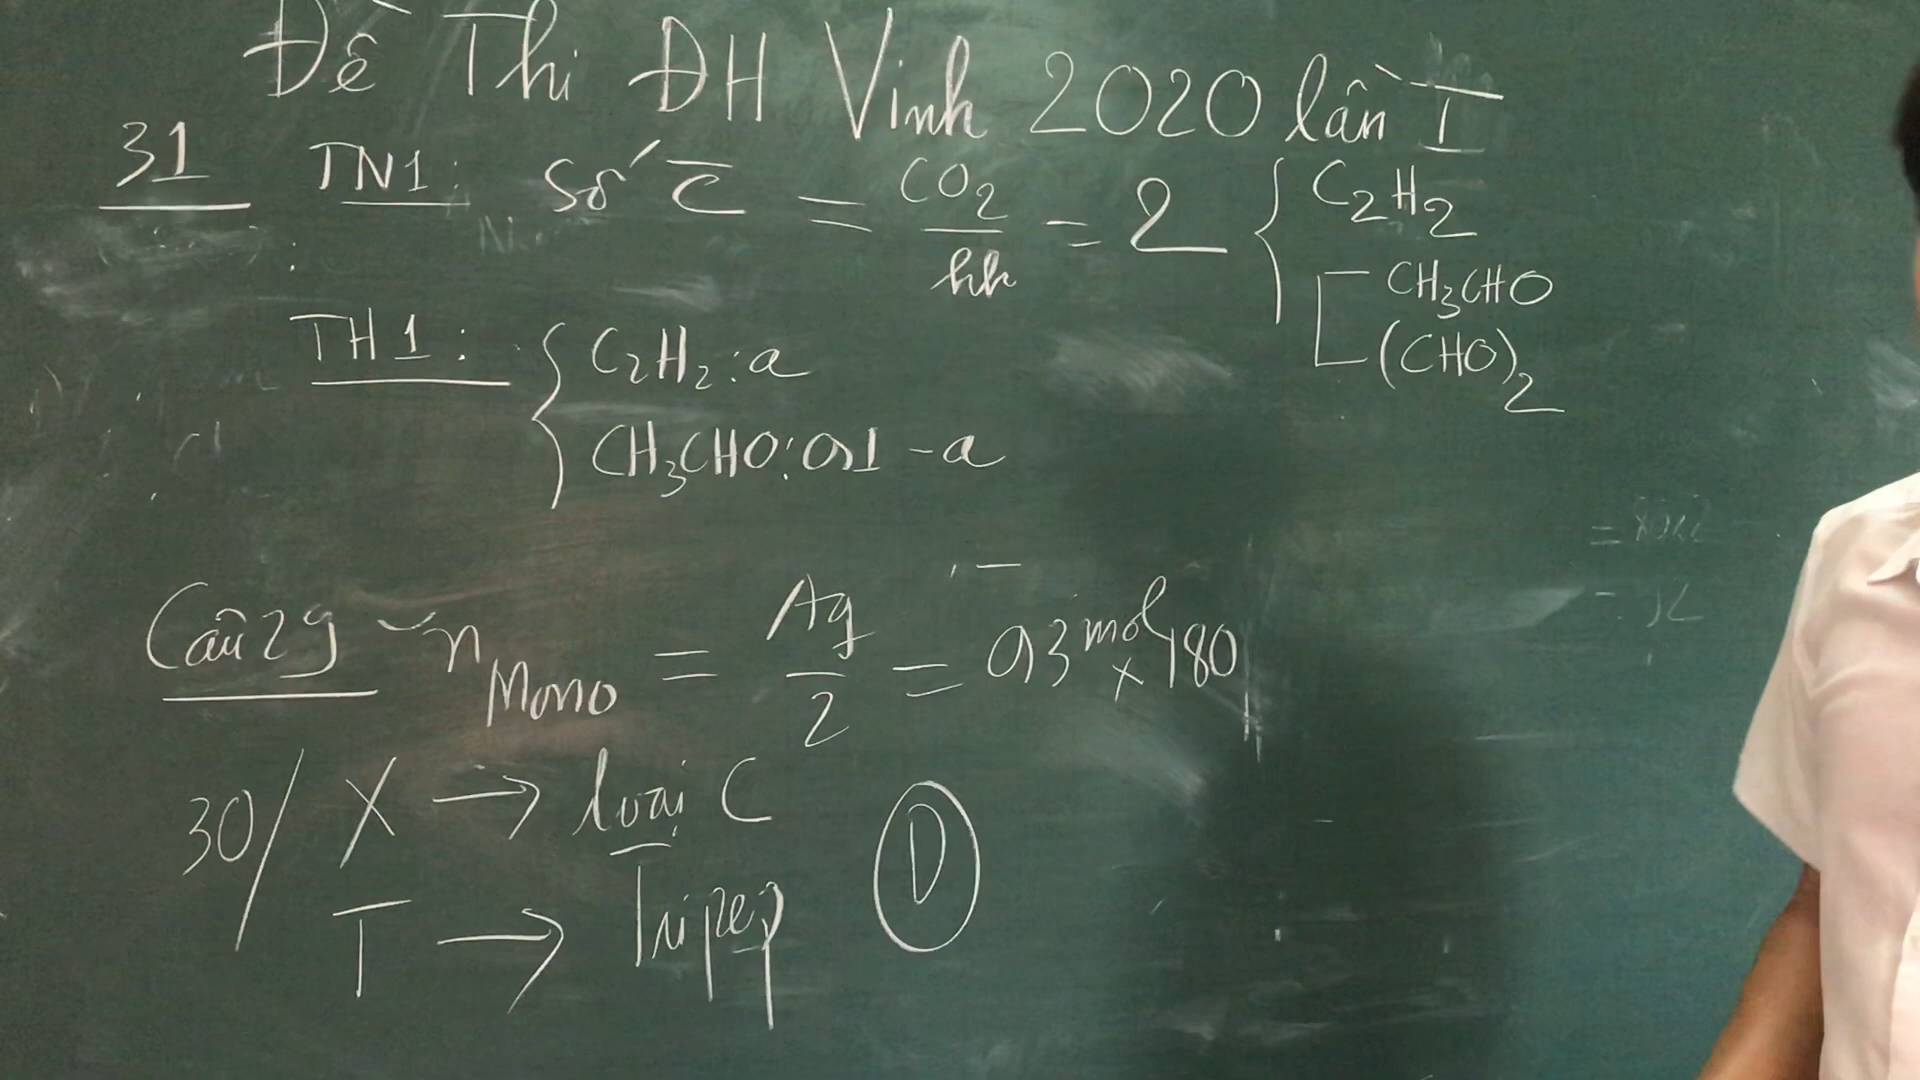 Đề Thi ĐH Vinh 2020 lần I
31 TN1: Số C̅ = CO2/hh = 2 { C2H2
[ CH3CHO
(CHO)2
TH1: { C2H2: a
CH3CHO: 0,1 - a
Câu 29 ~ nMono = Ag/2 = 0,3 mol x 180
30/ X → loại C
T → Tripep
D